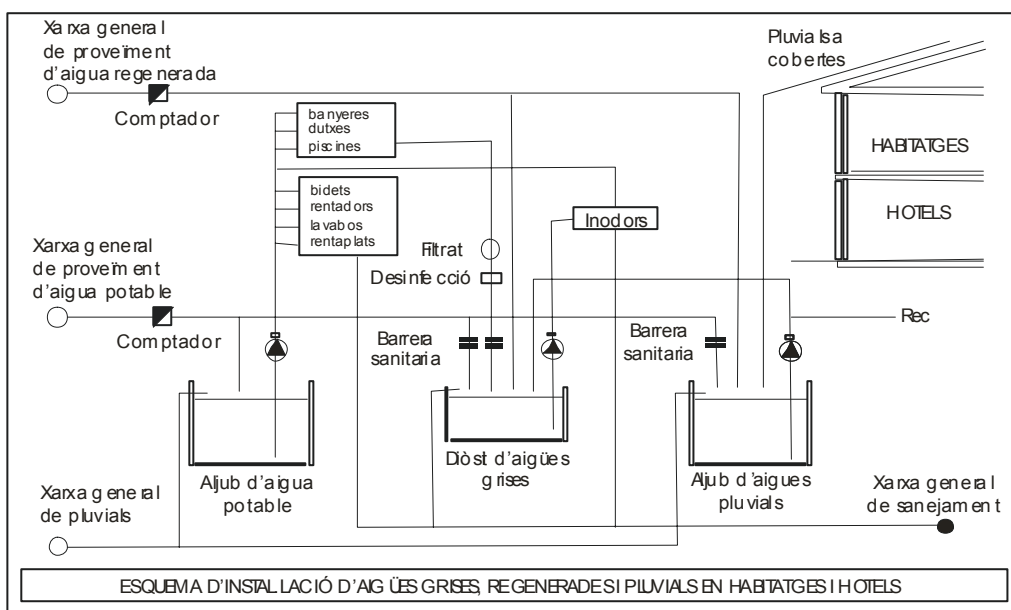 Xarxa general
de proveïment
d'aigua regenerada
Comptador
Pluvials a
cobertes
banyeres
dutxes
piscines
HABITATGES
bidets
rentadors
lavabos
rentaplats
Inodors
HOTELS
Filtrat
Desinfecció
Xarxa general
de proveïment
d'aigua potable
Comptador
Barrera
sanitaria
Barrera
sanitaria
Rec
Aljub d'aigua
potable
Diòst d'aigües
grises
Aljub d'aigues
pluvials
Xarxa general
de pluvials
Xarxa general
de sanejament
ESQUEMA D'INSTAL.LACIÓ D'AIGÜES GRISES, REGENERADES I PLUVIALS EN HABITATGES I HOTELS